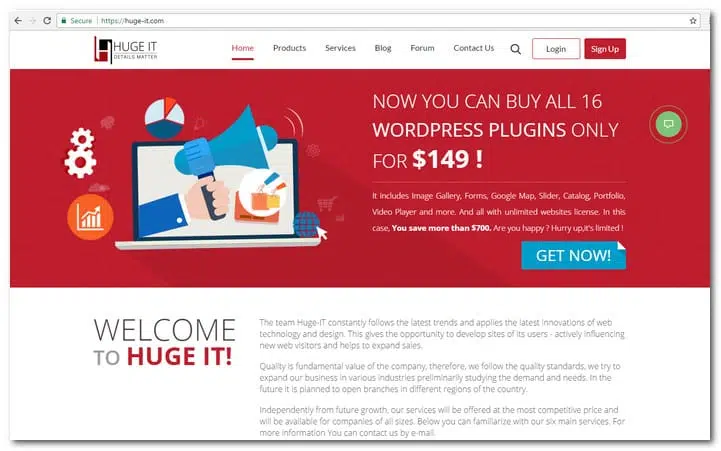 Secure https://huge-it.com
HUGE IT
DETAILS MATTER
Home Products Services Blog Forum Contact Us Login Sign Up
NOW YOU CAN BUY ALL 16
WORDPRESS PLUGINS ONLY
FOR $149 !
It includes Image Gallery, Forms, Google Map, Slider, Catalog, Portfolio,
Video Player and more. And all with unlimited websites license. In this
case, You save more than $700. Are you happy ? Hurry up,it's limited !
GET NOW!
WELCOME
TO HUGE IT!
The team Huge-IT constantly follows the latest trends and applies the latest innovations of web
technology and design. This gives the opportunity to develop sites of its users - actively influencing
new web visitors and helps to expand sales.
Quality is fundamental value of the company, therefore, we follow the quality standards, we try to
expand our business in various industries preliminarily studying the demand and needs. In the
future it is planned to open branches in different regions of the country.
Independently from future growth, our services will be offered at the most competitive price and
will be available for companies of all sizes. Below you can familiarize with our six main services. For
more information You can contact us by e-mail.